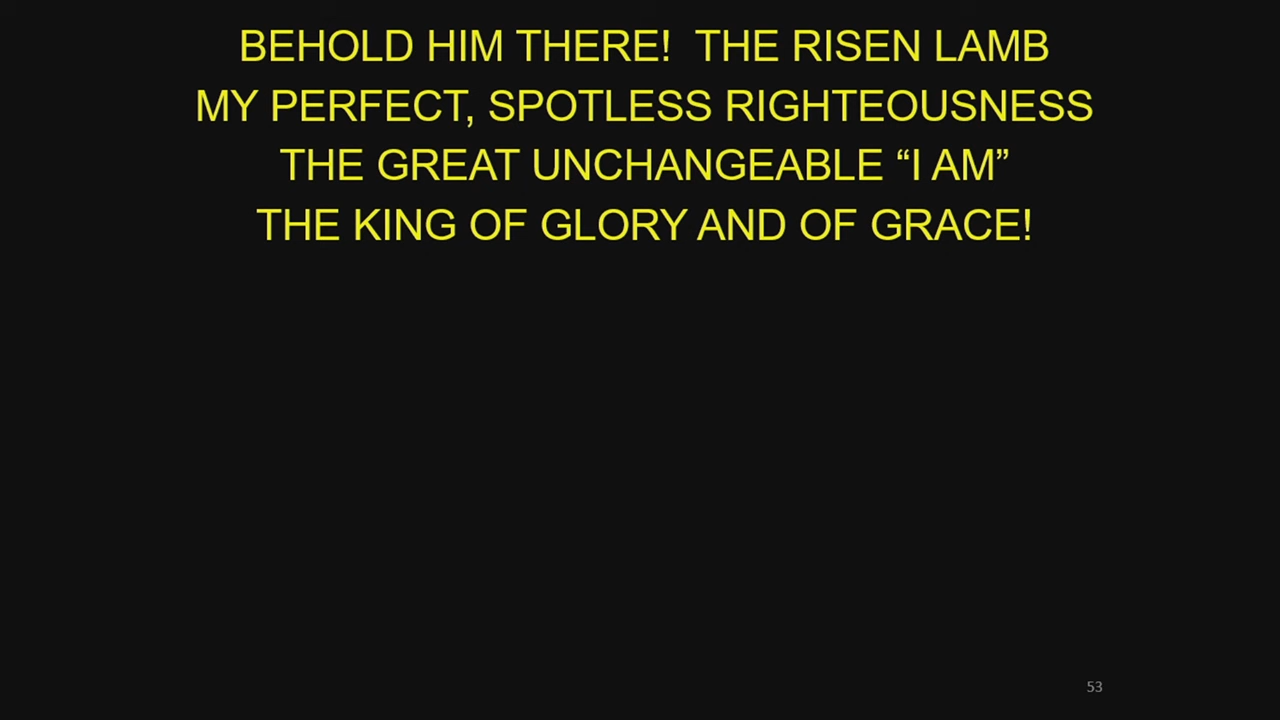 BEHOLD HIM THERE!  THE RISEN LAMB
MY PERFECT, SPOTLESS RIGHTEOUSNESS
THE GREAT UNCHANGEABLE “I AM”
THE KING OF GLORY AND OF GRACE!
53